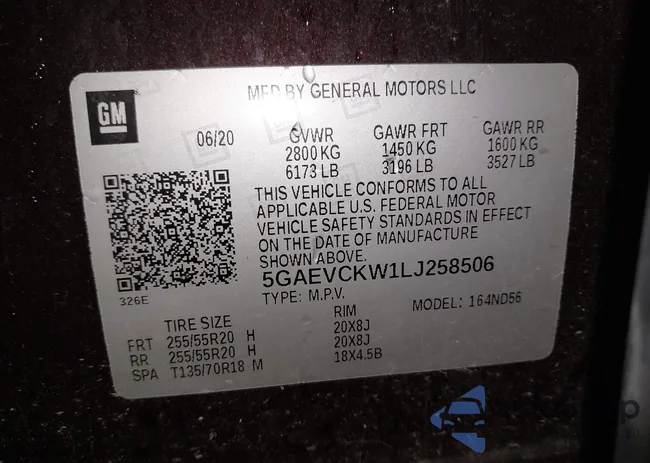 MFD BY GENERAL MOTORS LLC
GM
06/20 GVWR GAWR FRT GAWR RR
2800 KG 1450 KG 1600 KG
6173 LB 3196 LB 3527 LB
THIS VEHICLE CONFORMS TO ALL
APPLICABLE U.S. FEDERAL MOTOR
VEHICLE SAFETY STANDARDS IN EFFECT
ON THE DATE OF MANUFACTURE
SHOWN ABOVE.
5GAEVCKW1LJ258506
326E
TYPE: M.P.V. MODEL: 164ND56
TIRE SIZE RIM
FRT 255/55R20 H 20X8J
RR 255/55R20 H 20X8J
SPA T135/70R18 M 18X4.5B